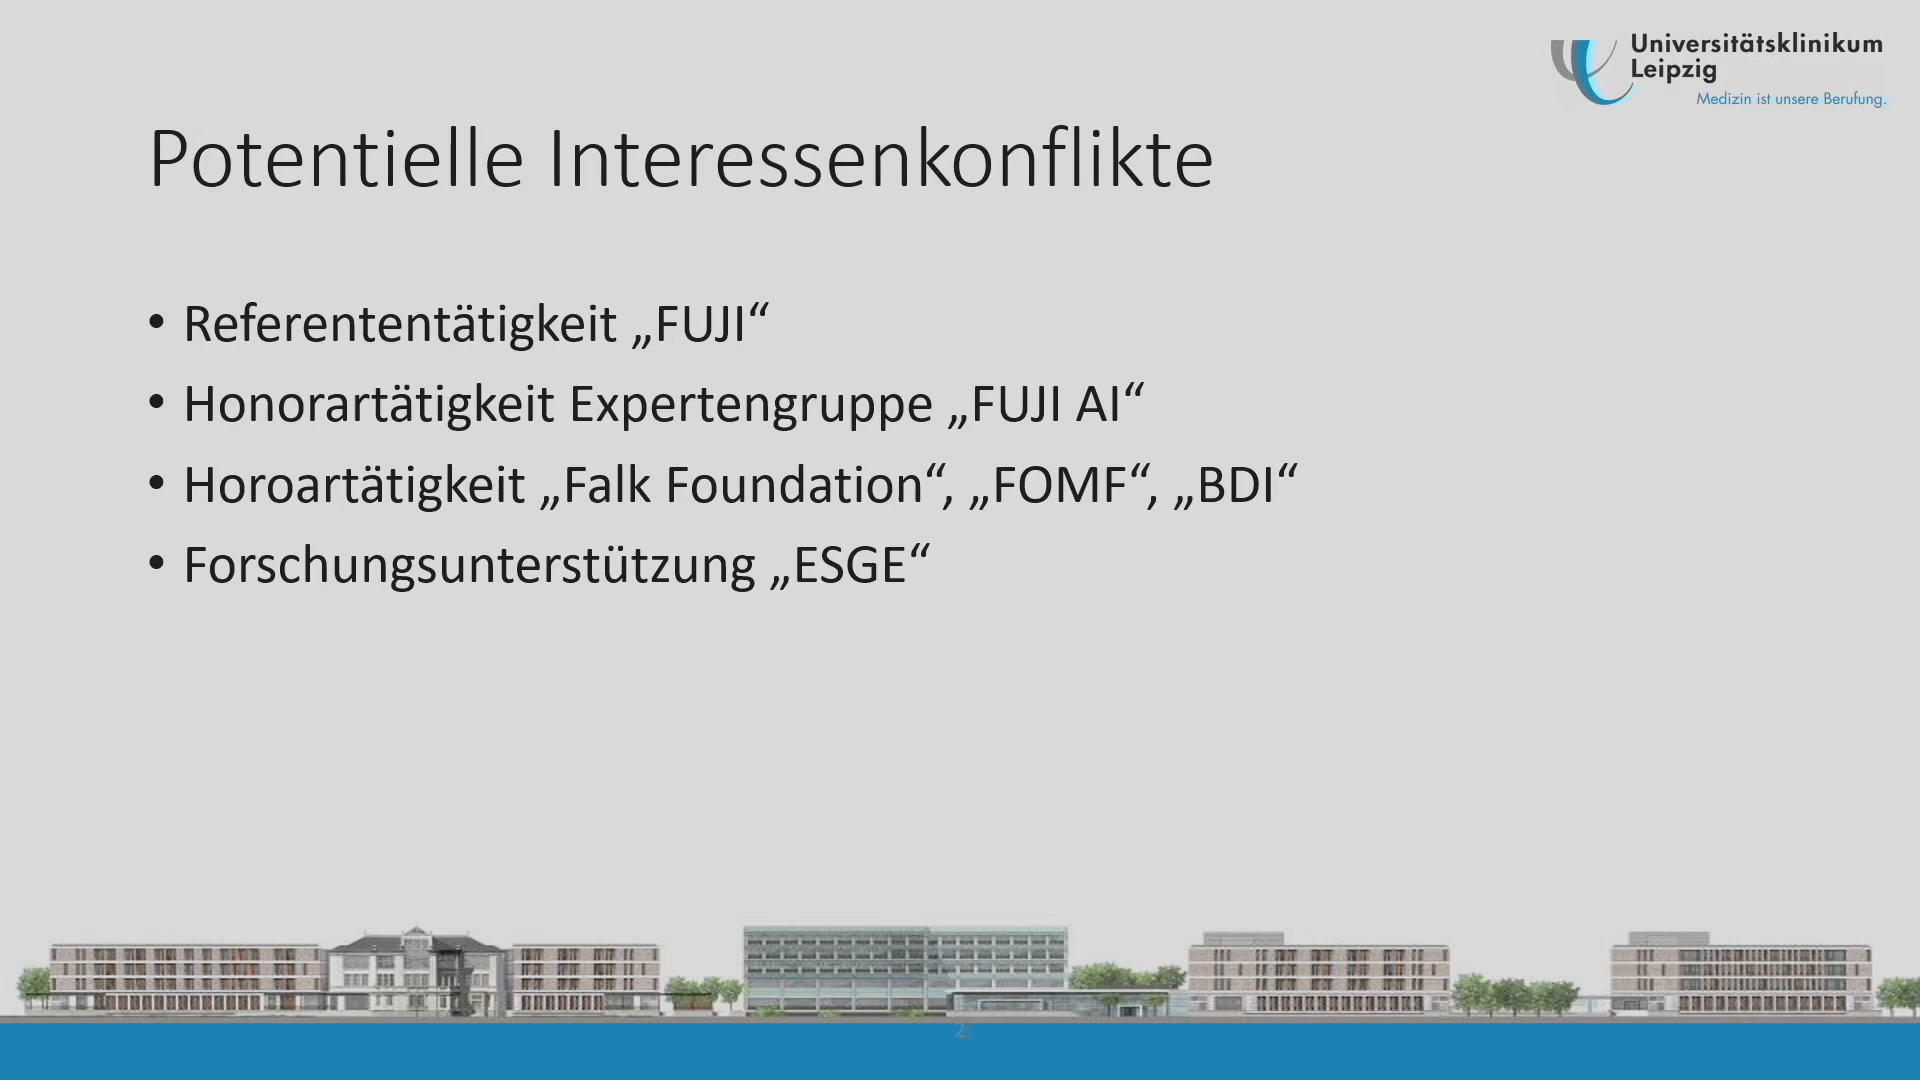 Universitätsklinikum
Leipzig
Medizin ist unsere Berufung.
Potentielle Interessenkonflikte
• Referententätigkeit „FUJI“
• Honorartätigkeit Expertengruppe „FUJI AI“
• Horoartätigkeit „Falk Foundation“, „FOMF“, „BDI“
• Forschungsunterstützung „ESGE“
2